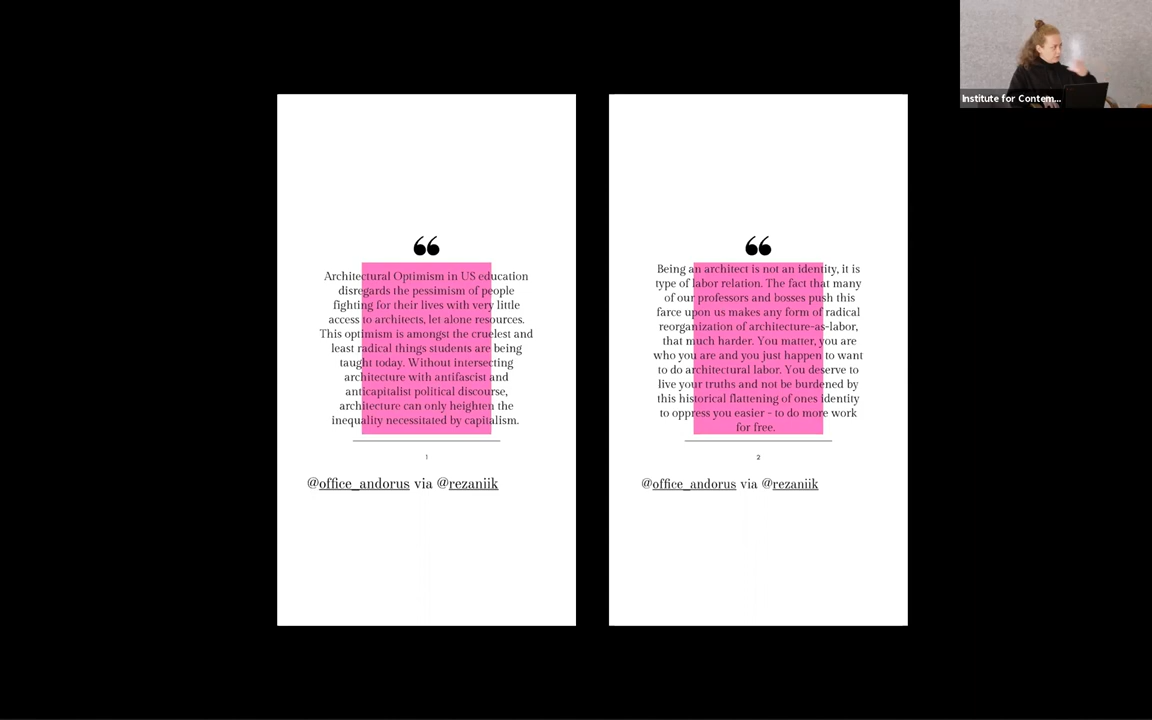 Institute for Contem...
“
Architectural Optimism in US education
disregards the pessimism of people
fighting for their lives with very little
access to architects, let alone resources.
This optimism is amongst the cruelest and
least radical things students are being
taught today. Without intersecting
architecture with antifascist and
anticapitalist political discourse,
architecture can only heighten the
inequality necessitated by capitalism.
1
@office_andorus via @rezaniik
“
Being an architect is not an identity, it is
type of labor relation. The fact that many
of our professors and bosses push this
farce upon us makes any form of radical
reorganization of architecture-as-labor,
that much harder. You matter, you are
who you are and you just happen to want
to do architectural labor. You deserve to
live your truths and not be burdened by
this historical flattening of ones identity
to oppress you easier - to do more work
for free.
2
@office_andorus via @rezaniik